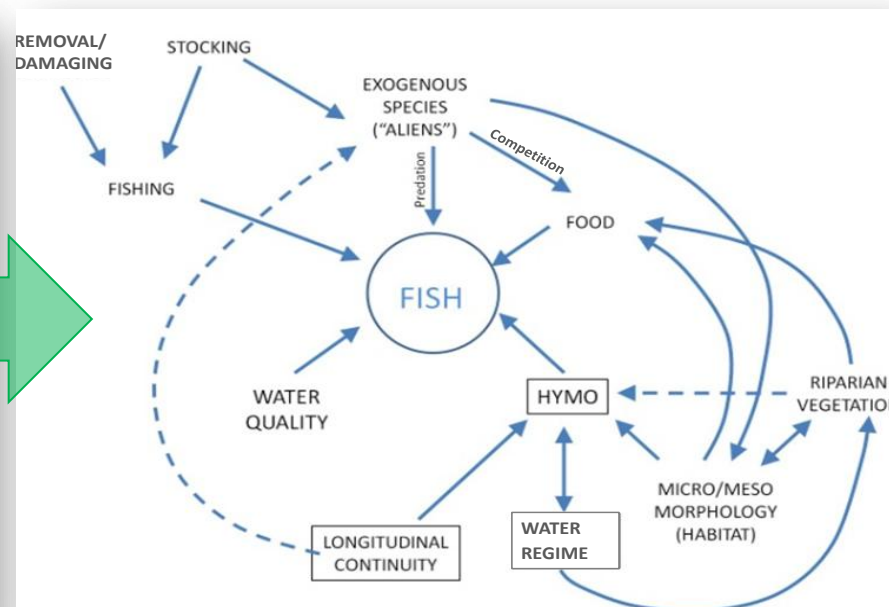 REMOVAL/
DAMAGING
STOCKING
EXOGENOUS
SPECIES
("ALIENS")
Competition
Predation
FISHING
FOOD
FISH
WATER
QUALITY
HYMO
RIPARIAN
VEGETATION
MICRO/MESO
MORPHOLOGY
(HABITAT)
LONGITUDINAL
CONTINUITY
WATER
REGIME